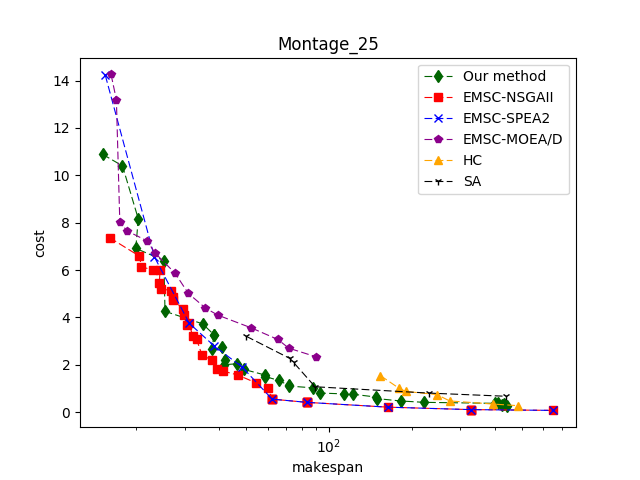 Montage_25
14
12
10
8
6
4
2
0
cost
10²
makespan
Our method
EMSC-NSGAII
EMSC-SPEA2
EMSC-MOEA/D
HC
SA